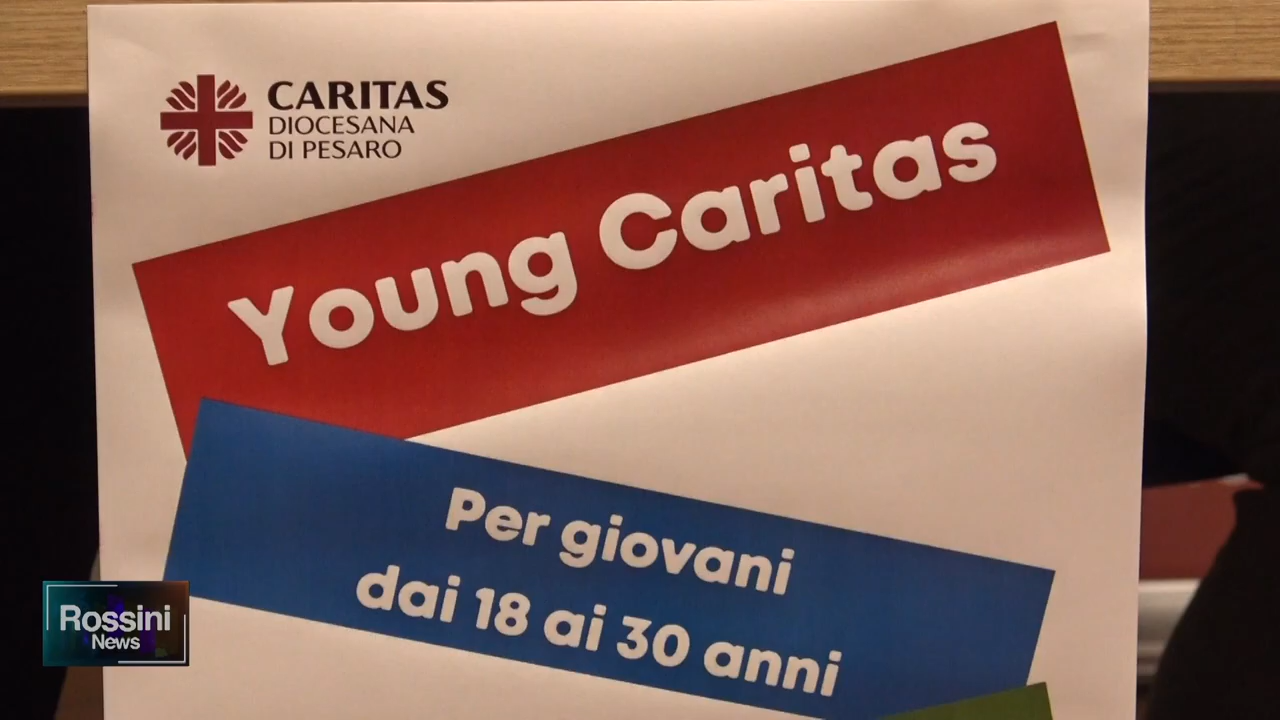 CARITAS
DIOCESANA
DI PESARO
Young Caritas
Per giovani
dai 18 ai 30 anni
Rossini
News